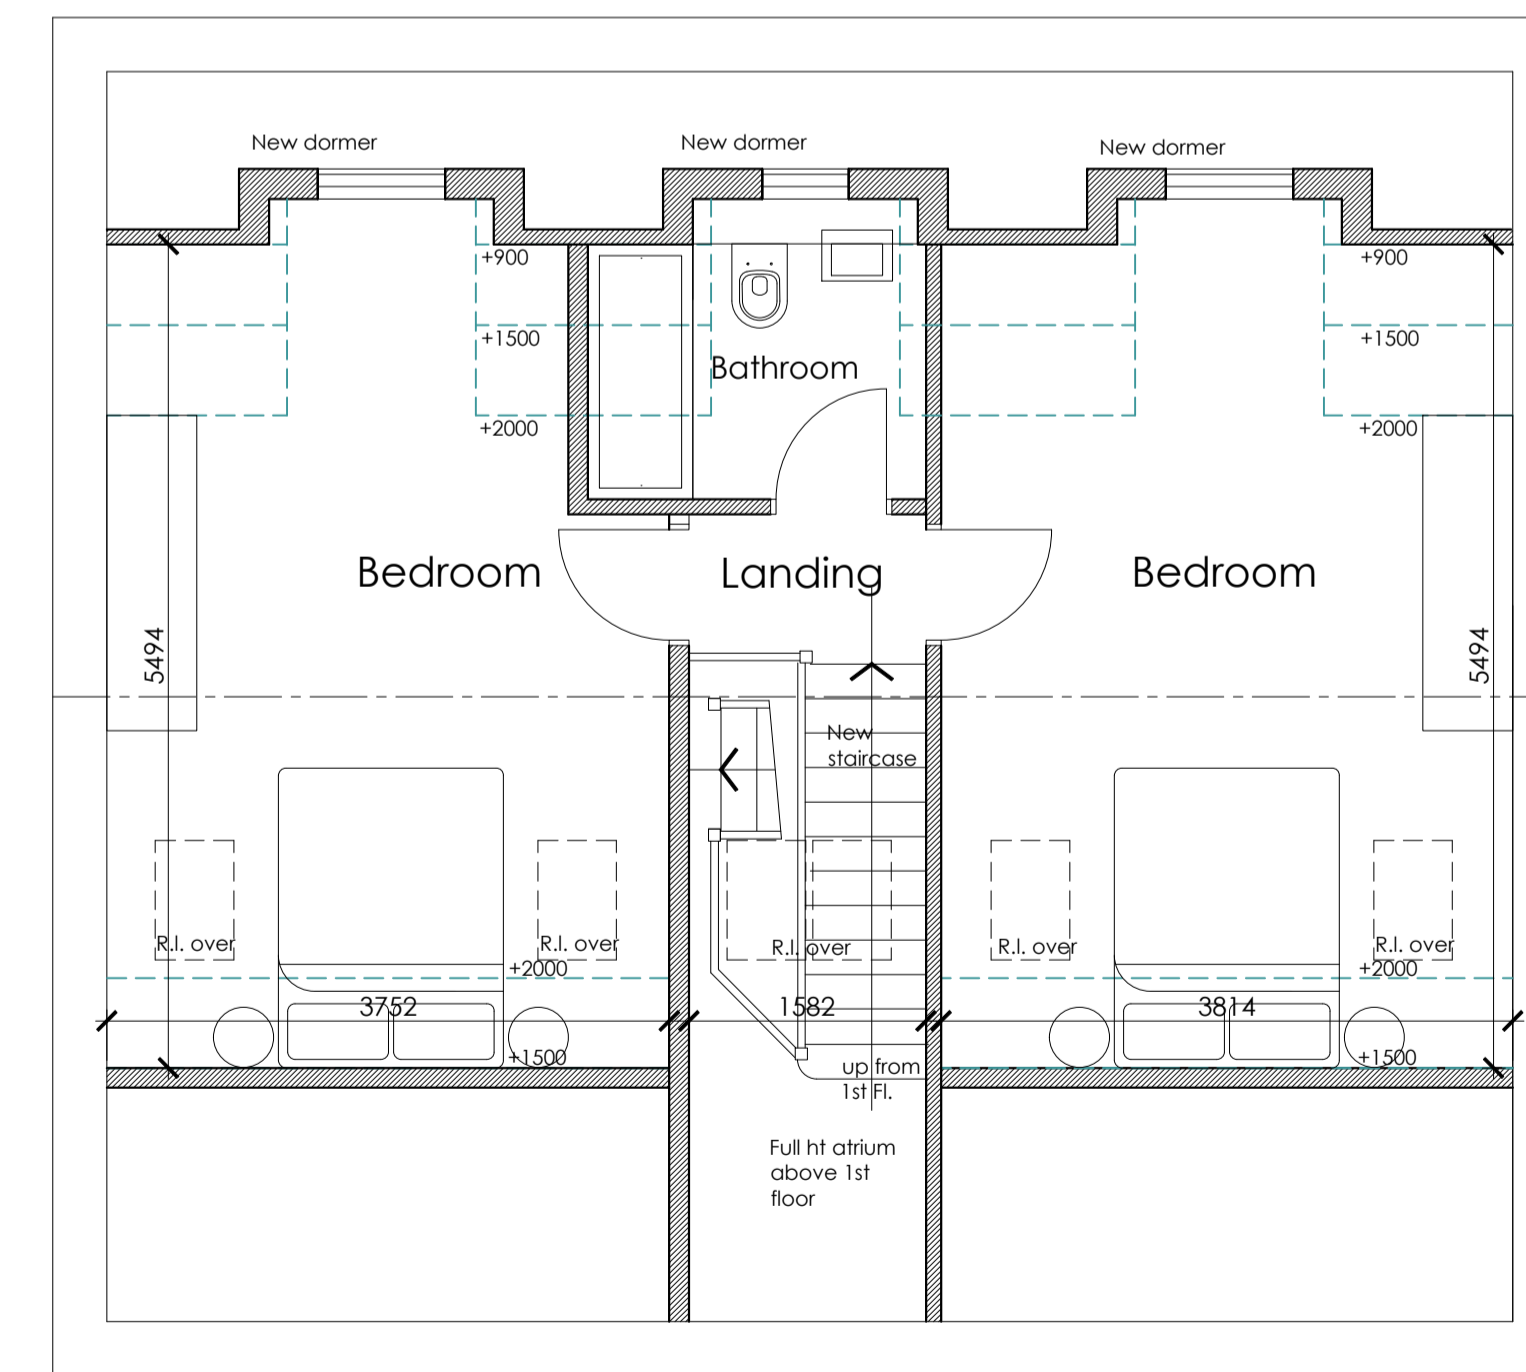 New dormer
New dormer
New dormer
+900
+900
+1500
+1500
Bathroom
+2000
+2000
Bedroom
Landing
Bedroom
5494
5494
New
staircase
R.l. over
R.l. over
R.l. over
R.l. over
R.l. over
+2000
+2000
3752
1582
3814
+1500
+1500
up from
1st Fl.
Full ht atrium
above 1st
floor